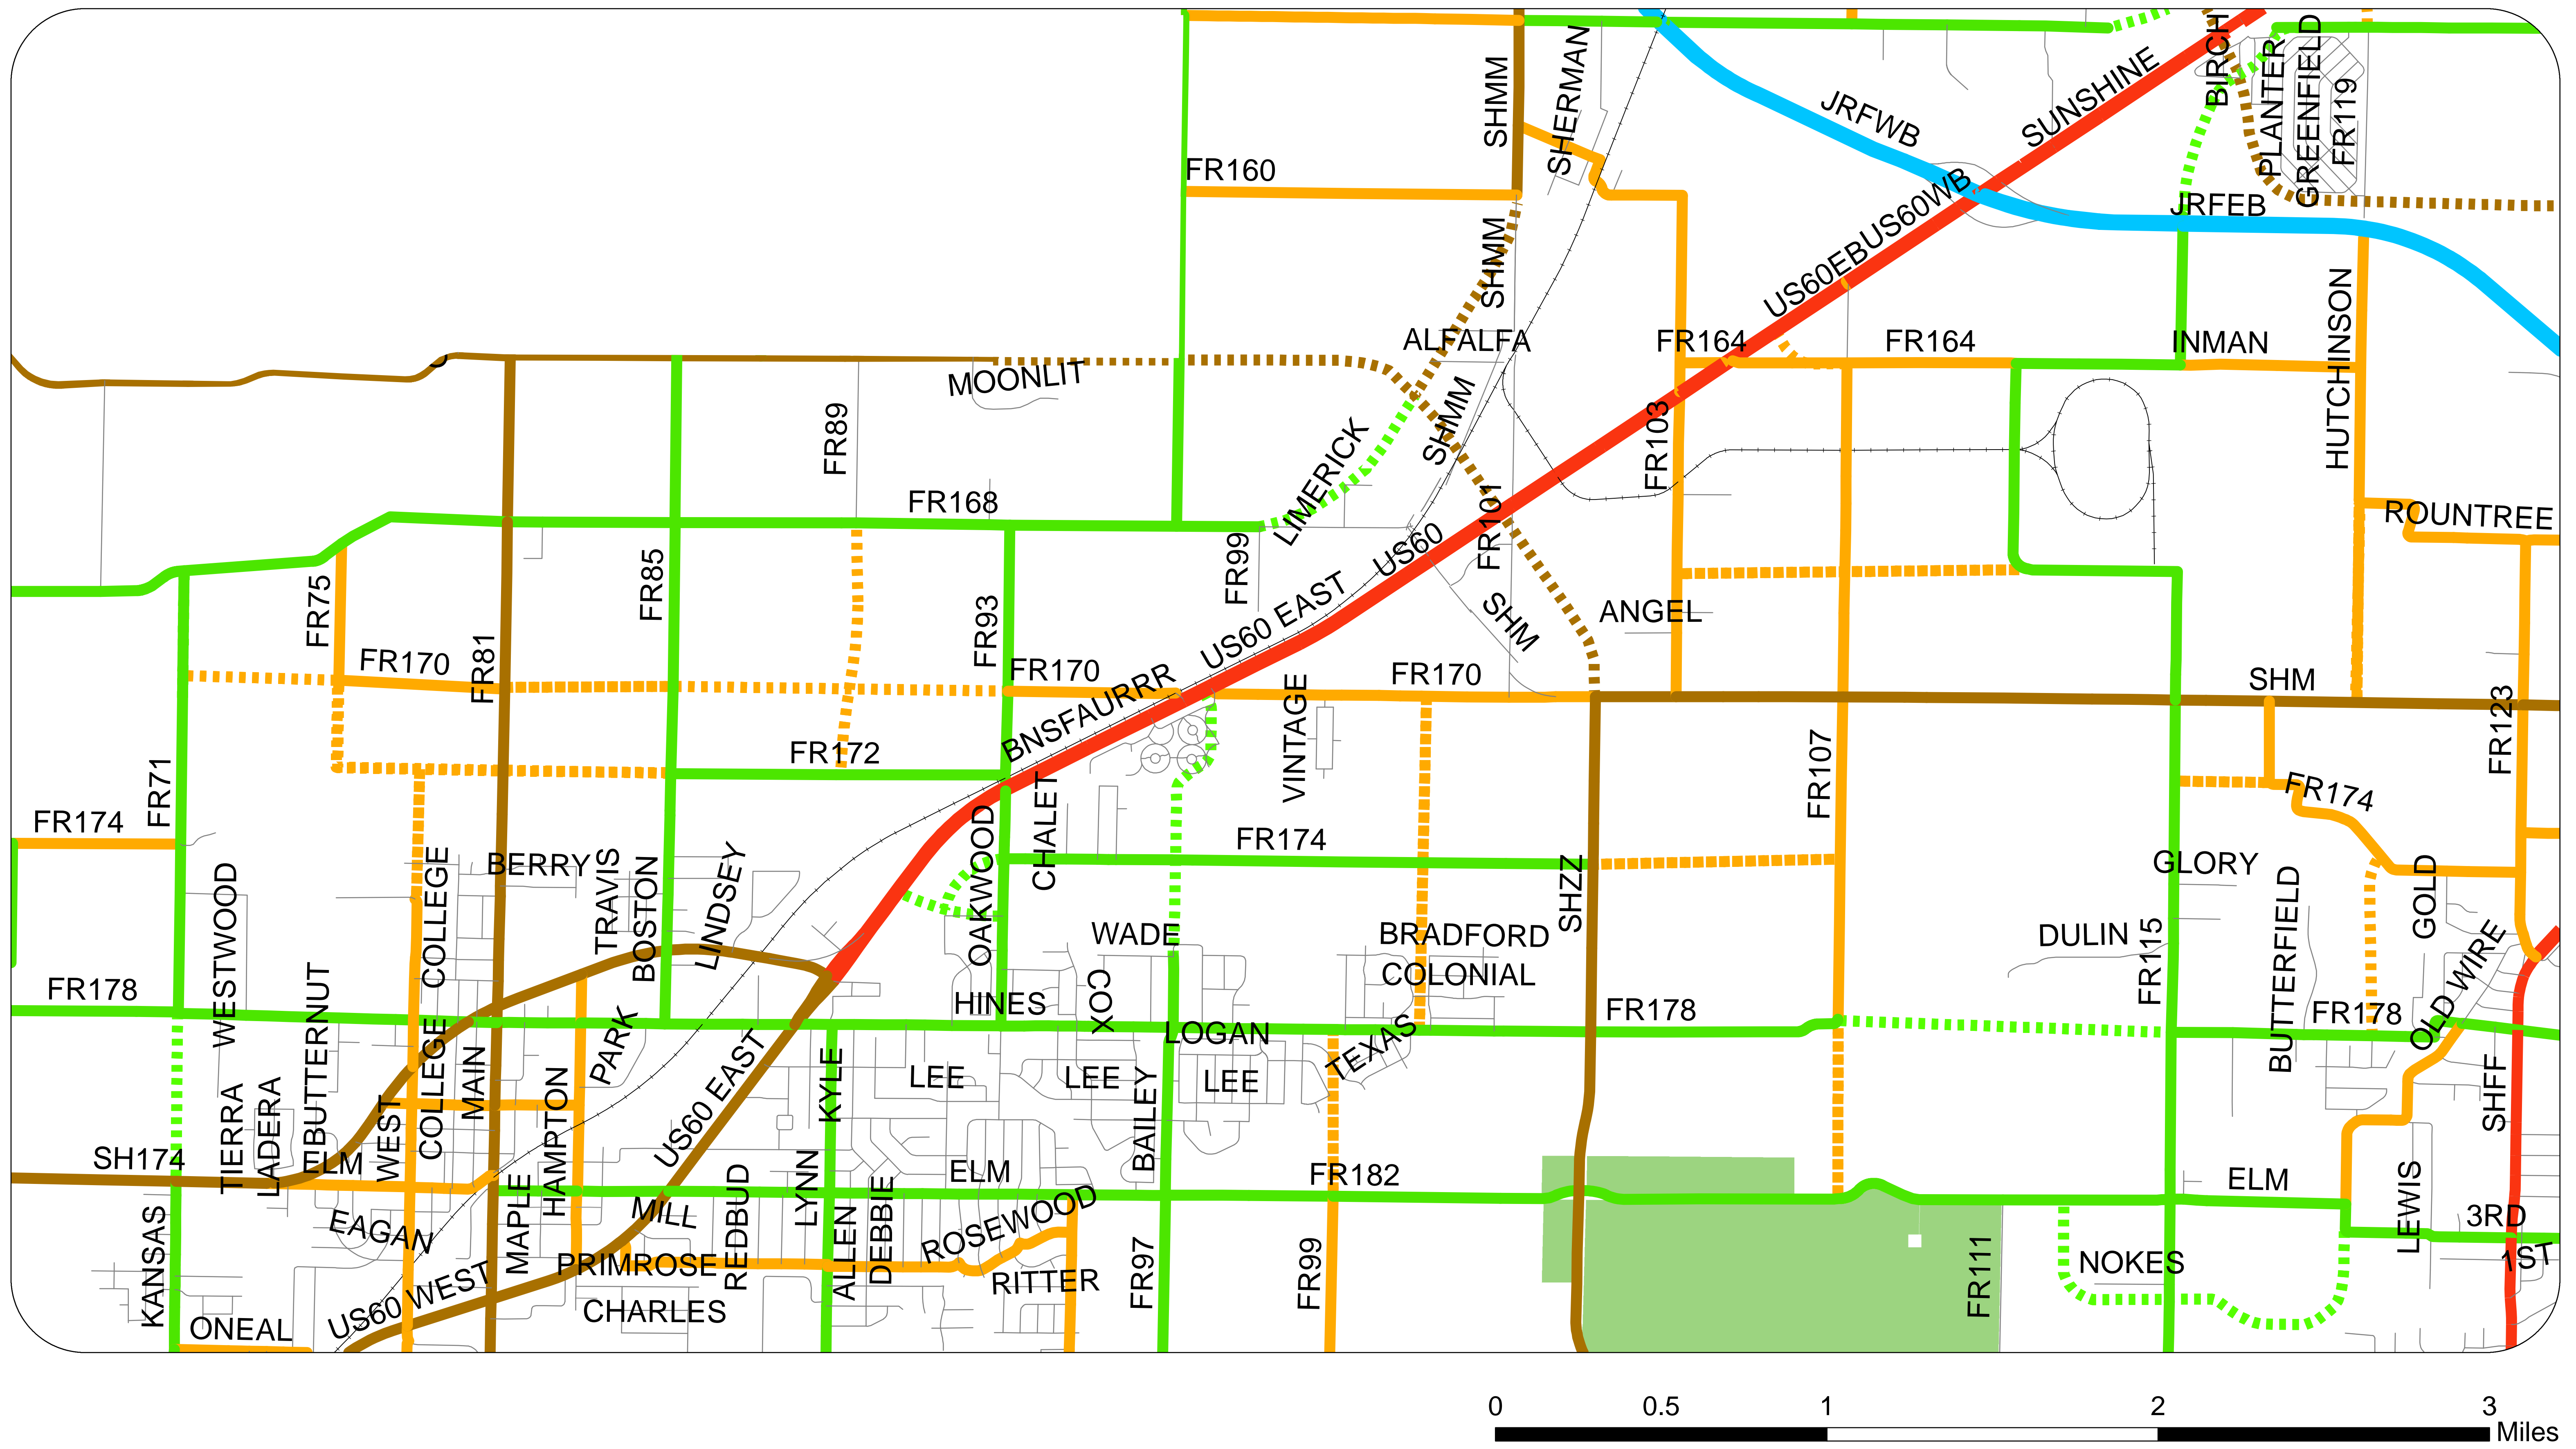 BIRCH
PLANTER
GREENFIELD
FR119
SHMM
SHERMAN
JRFWB
SUNSHINE
FR160
JRFEB
US60WB
US60EB
SHMM
HUTCHINSON
ALFALFA
FR164
FR164
INMAN
MOONLIT
FR89
SHMM
FR103
LIMERICK
FR168
FR101
ROUNTREE
FR99
US60
FR75
FR85
FR93
US60 EAST
SHM
ANGEL
FR170
FR81
FR170
FR170
SHM
BNSFAURRR
VINTAGE
FR123
FR172
FR71
CHALET
FR107
FR174
FR174
FR174
OAKWOOD
BERRY
TRAVIS
BOSTON
LINDSEY
COLLEGE
WESTWOOD
SHZZ
GLORY
BUTTERFIELD
GOLD
WADE
BRADFORD
COLONIAL
DULIN
FR115
OLD WIRE
FR178
BUTTERNUT
HINES
COX
LOGAN
TEXAS
FR178
FR178
COLLEGE
MAIN
PARK
US60 EAST
KYLE
LEE
LEE
LEE
BAILEY
SHFF
SH174
TIERRA
LADERA
ELM
WEST
HAMPTON
LYNN
ELM
FR182
ELM
LEWIS
KANSAS
EAGAN
MAPLE
MILL
REDBUD
ALLEN
DEBBIE
ROSEWOOD
3RD
1ST
PRIMROSE
RITTER
FR97
FR99
FR111
NOKES
ONEAL
US60 WEST
CHARLES
0 0.5 1 2 3
Miles